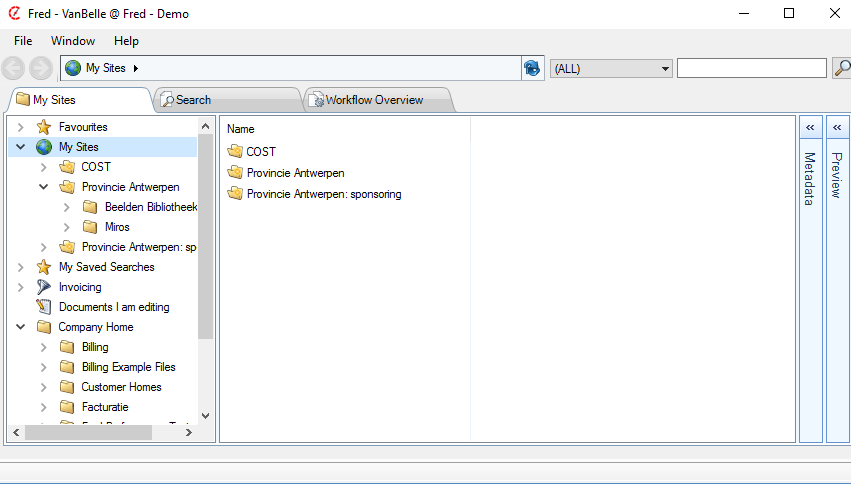 Fred - VanBelle @ Fred - Demo
File Window Help
My Sites
(ALL)
My Sites
Search
Workflow Overview
Favourites
My Sites
COST
Provincie Antwerpen
Beelden Bibliotheek
Miros
Provincie Antwerpen: sp
My Saved Searches
Invoicing
Documents I am editing
Company Home
Billing
Billing Example Files
Customer Homes
Facturatie
Name
COST
Provincie Antwerpen
Provincie Antwerpen: sponsoring
Metadata
Preview